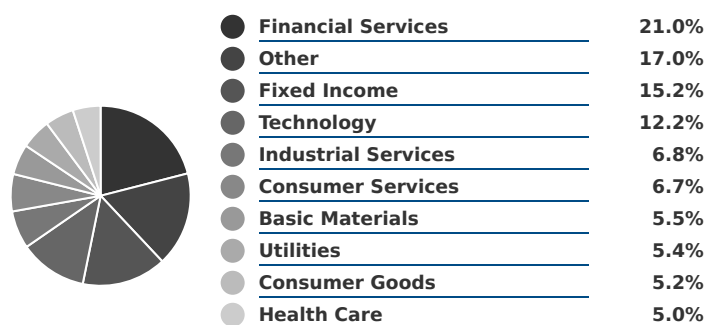 Financial Services 21.0%
Other 17.0%
Fixed Income 15.2%
Technology 12.2%
Industrial Services 6.8%
Consumer Services 6.7%
Basic Materials 5.5%
Utilities 5.4%
Consumer Goods 5.2%
Health Care 5.0%